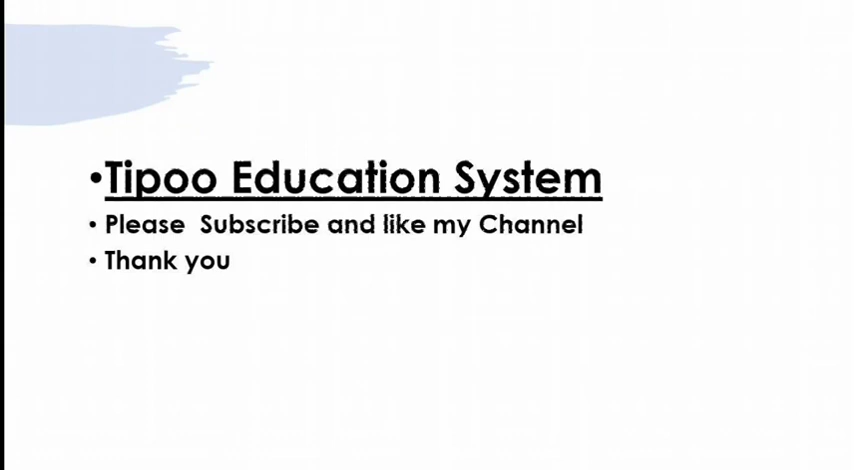 •Tipoo Education System
• Please  Subscribe and like my Channel
• Thank you